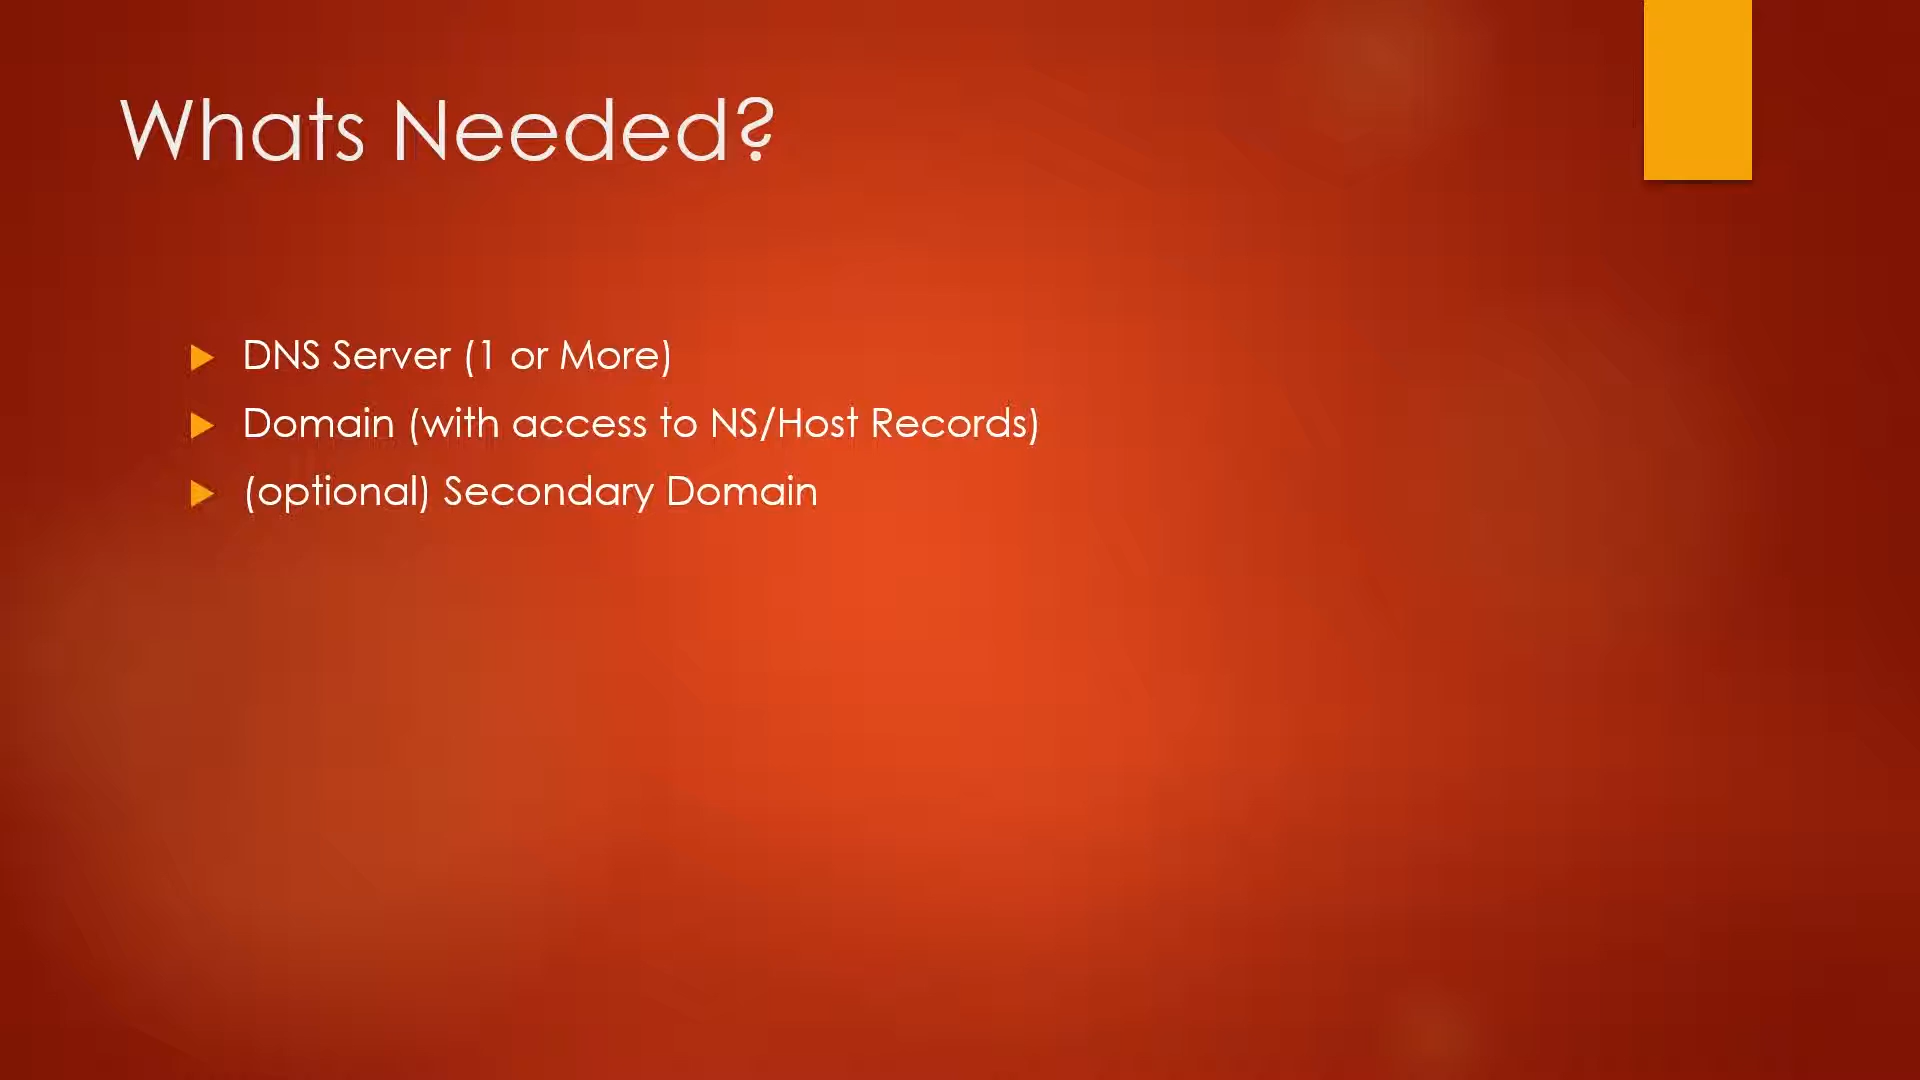 Whats Needed?
DNS Server (1 or More)
Domain (with access to NS/Host Records)
(optional) Secondary Domain